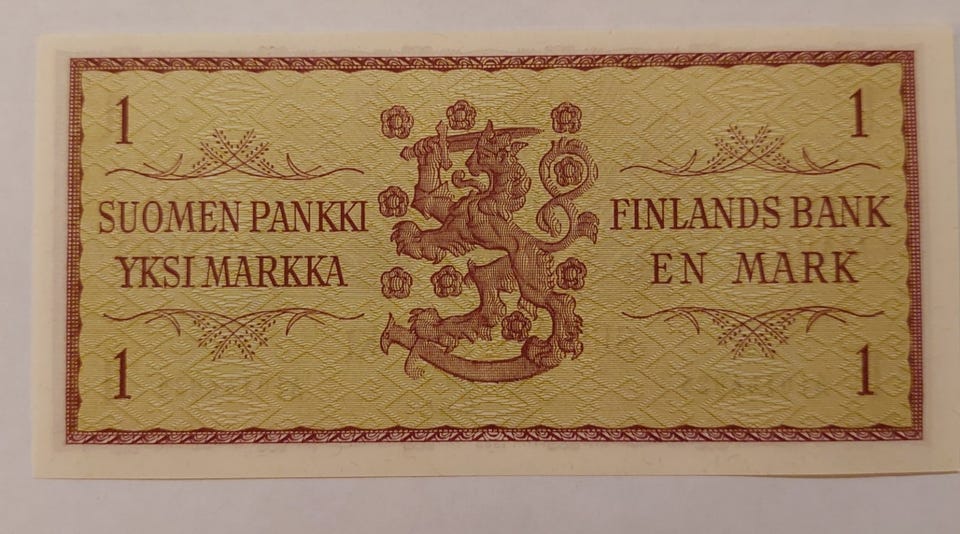 1
1
SUOMEN PANKKI
YKSI MARKKA
FINLANDS BANK
EN MARK
1
1